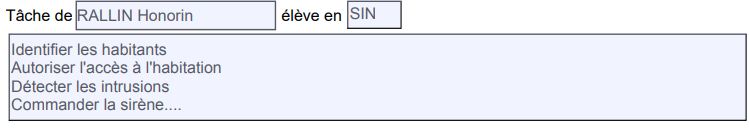 Tâche de RALLIN Honorin élève en SIN
Identifier les habitants
Autoriser l'accès à l'habitation
Détecter les intrusions
Commander la sirène....